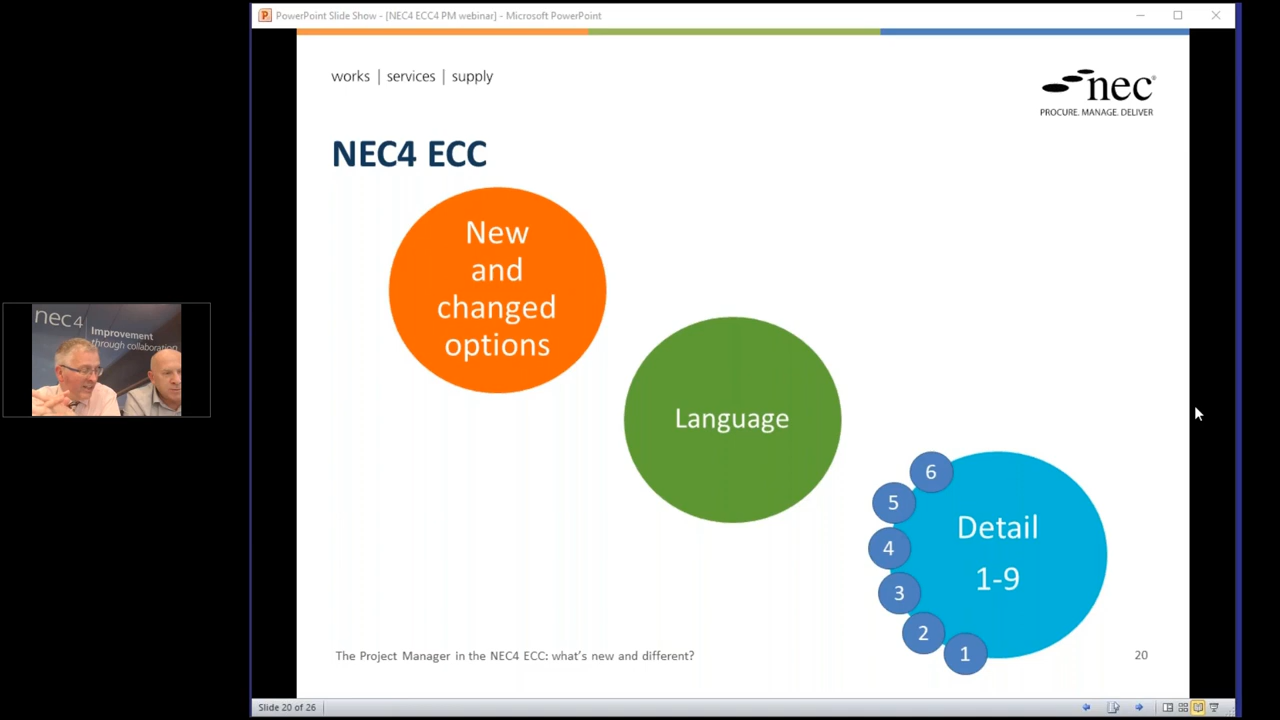 PowerPoint Slide Show - [NEC4 ECC4 PM webinar] - Microsoft PowerPoint
works | services | supply
nec®
PROCURE. MANAGE. DELIVER
NEC4 ECC
New
and
changed
options
Language
6
5
4
3
2
1
Detail
1-9
nec4
Improvement
through collaboration
The Project Manager in the NEC4 ECC: what's new and different?
20
Slide 20 of 26